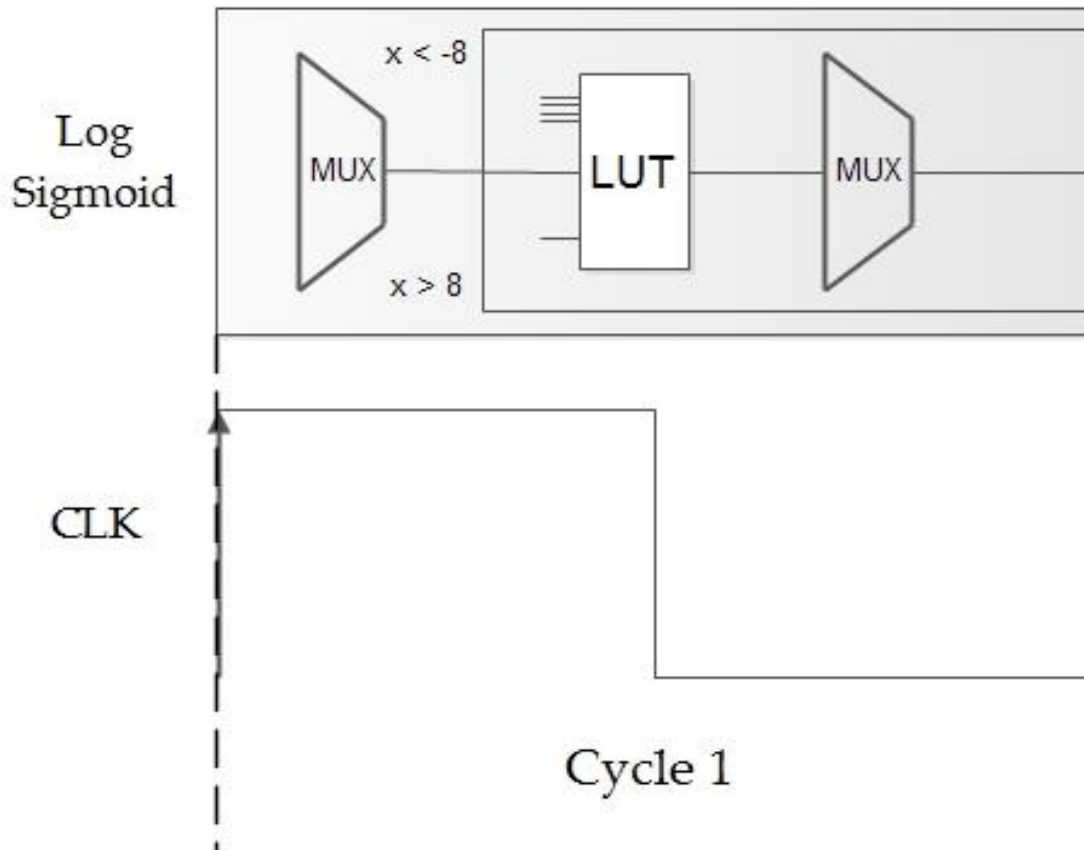 Log
Sigmoid
x < -8
MUX
LUT
MUX
x > 8
CLK
Cycle 1